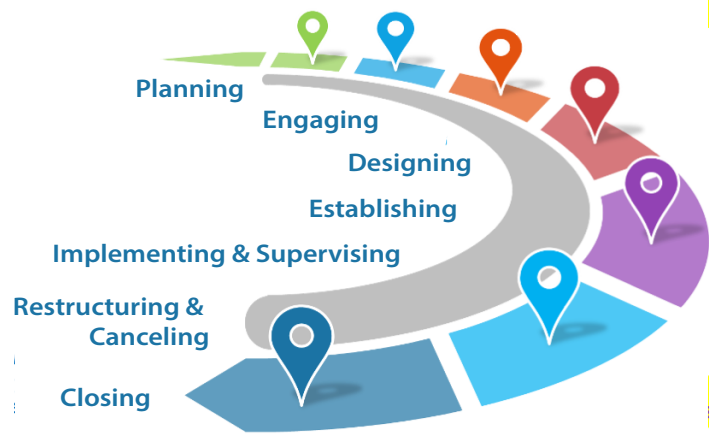 Planning
Engaging
Designing
Establishing
Implementing & Supervising
Restructuring &
Canceling
Closing